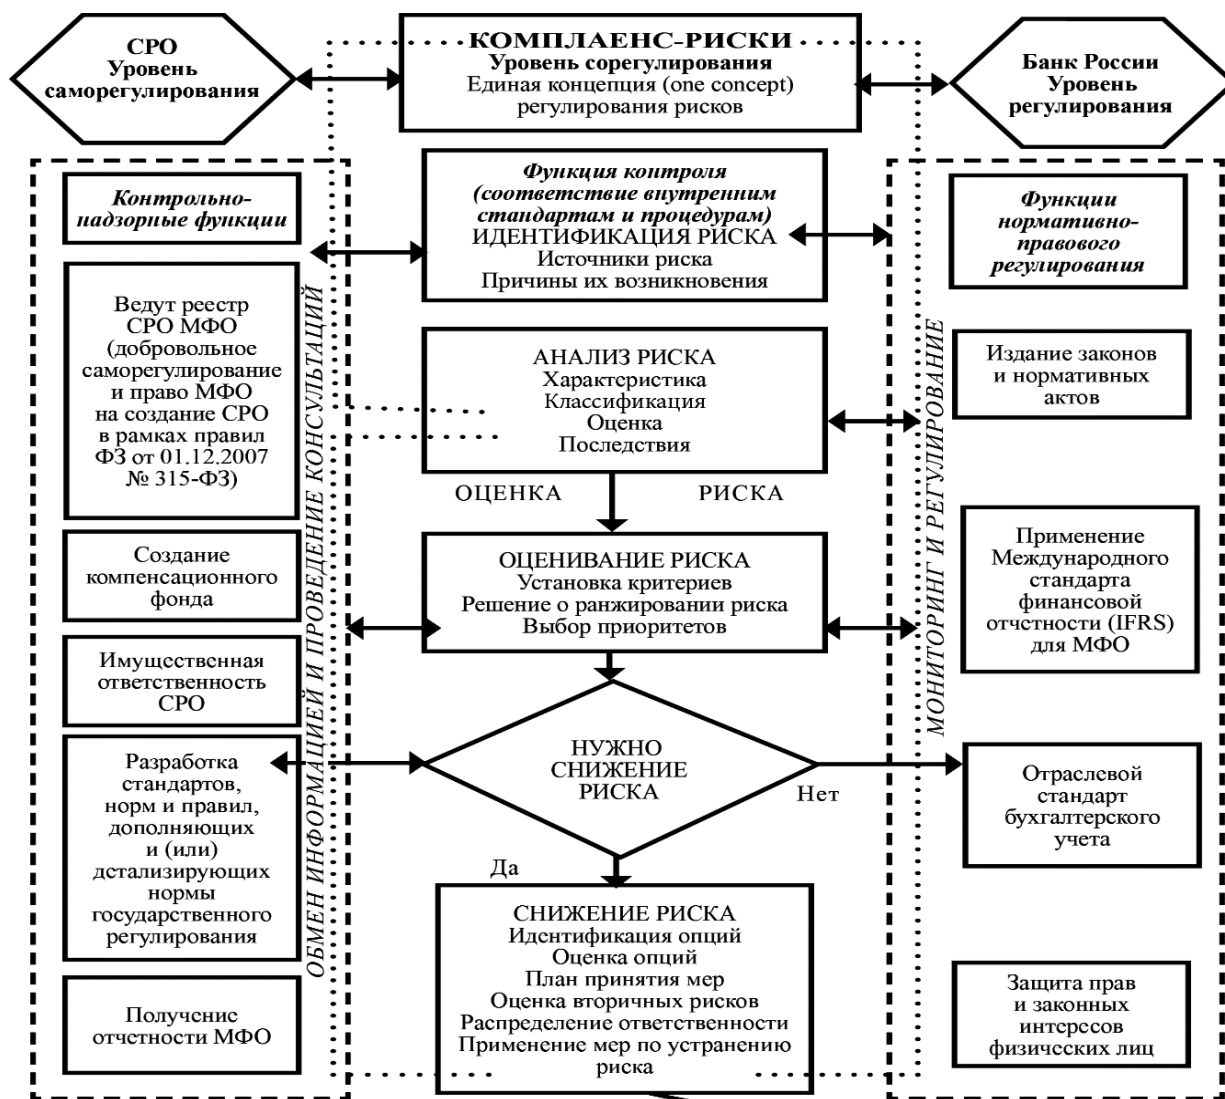 СРО
Уровень
саморегулирования
КОМПЛАЕНС-РИСКИ
Уровень сорегулирования
Единая концепция (one concept)
регулирования рисков
Банк России
Уровень
регулирования
Контрольно-
надзорные функции
Ведут реестр
СРО МФО
(добровольное
саморегулирование
и право МФО
на создание СРО
в рамках правил
ФЗ от 01.12.2007
№ 315-ФЗ)
Создание
компенсационного
фонда
Имущественная
ответственность
СРО
Разработка
стандартов,
норм и правил,
дополняющих
и (или)
детализирующих
нормы
государственного
регулирования
Получение
отчетности МФО
ОБМЕН ИНФОРМАЦИЕЙ И ПРОВЕДЕНИЕ КОНСУЛЬТАЦИЙ
Функция контроля
(соответствие внутренним
стандартам и процедурам)
ИДЕНТИФИКАЦИЯ РИСКА
Источники риска
Причины их возникновения
АНАЛИЗ РИСКА
Характеристика
Классификация
Оценка
Последствия
ОЦЕНКА РИСКА
ОЦЕНИВАНИЕ РИСКА
Установка критериев
Решение о ранжировании риска
Выбор приоритетов
НУЖНО
СНИЖЕНИЕ
РИСКА
Нет
Да
СНИЖЕНИЕ РИСКА
Идентификация опций
Оценка опций
План принятия мер
Оценка вторичных рисков
Распределение ответственности
Применение мер по устранению
риска
МОНИТОРИНГ И РЕГУЛИРОВАНИЕ
Функции
нормативно-
правового
регулирования
Издание законов
и нормативных
актов
Применение
Международного
стандарта
финансовой
отчетности (IFRS)
для МФО
Отраслевой
стандарт
бухгалтерского
учета
Защита прав
и законных
интересов
физических лиц